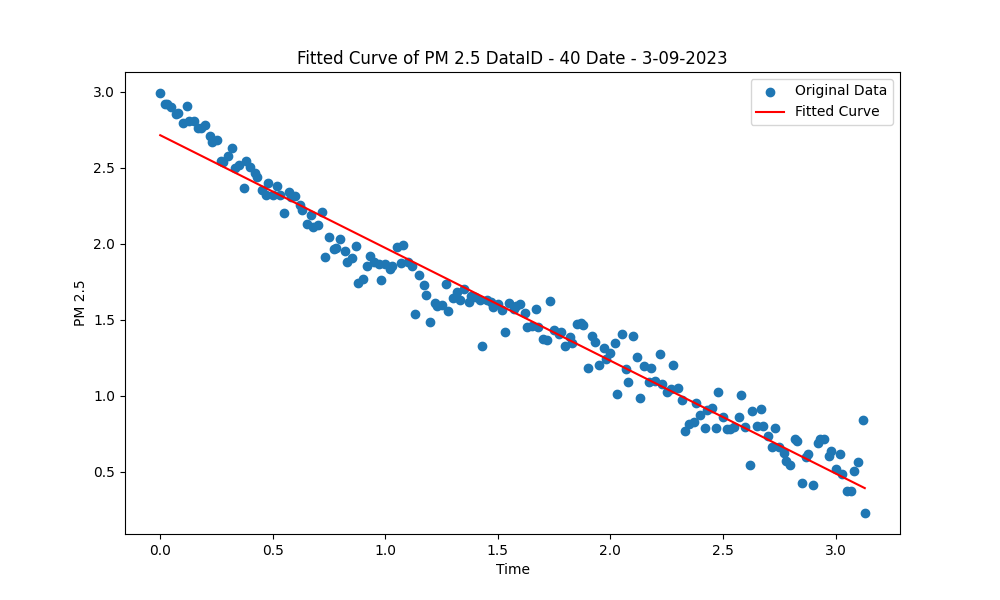 Fitted Curve of PM 2.5 DataID - 40 Date - 3-09-2023
Original Data
Fitted Curve
3.0
2.5
2.0
1.5
1.0
0.5
PM 2.5
0.0 0.5 1.0 1.5 2.0 2.5 3.0
Time